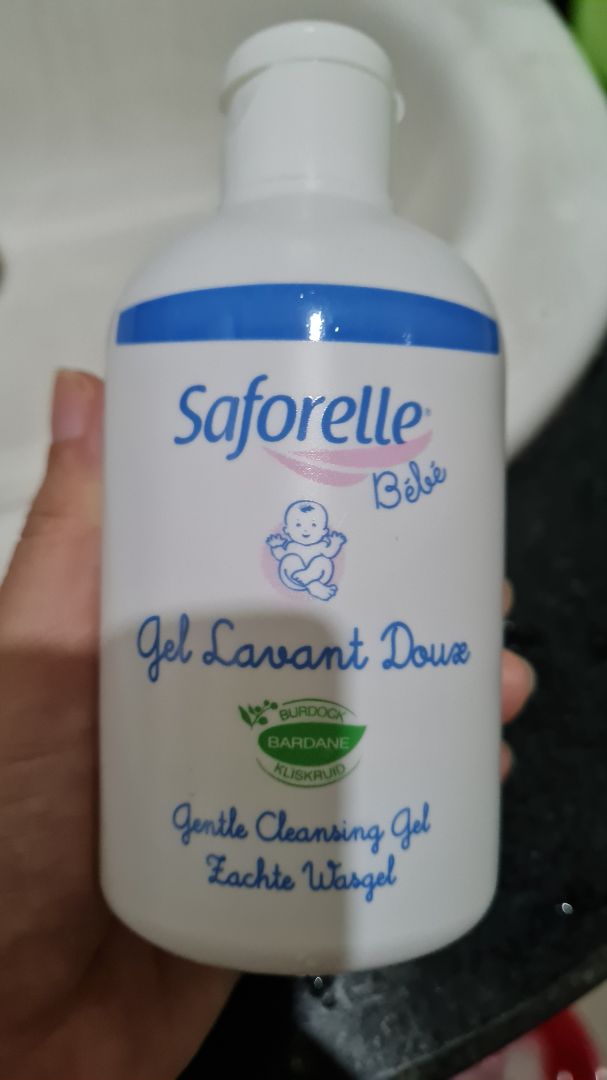 Saforelle®
Bébé
Gel Lavant Doux
BURDOCK
BARDANE
KLISKRUID
Gentle Cleansing Gel
Zachte Wasgel